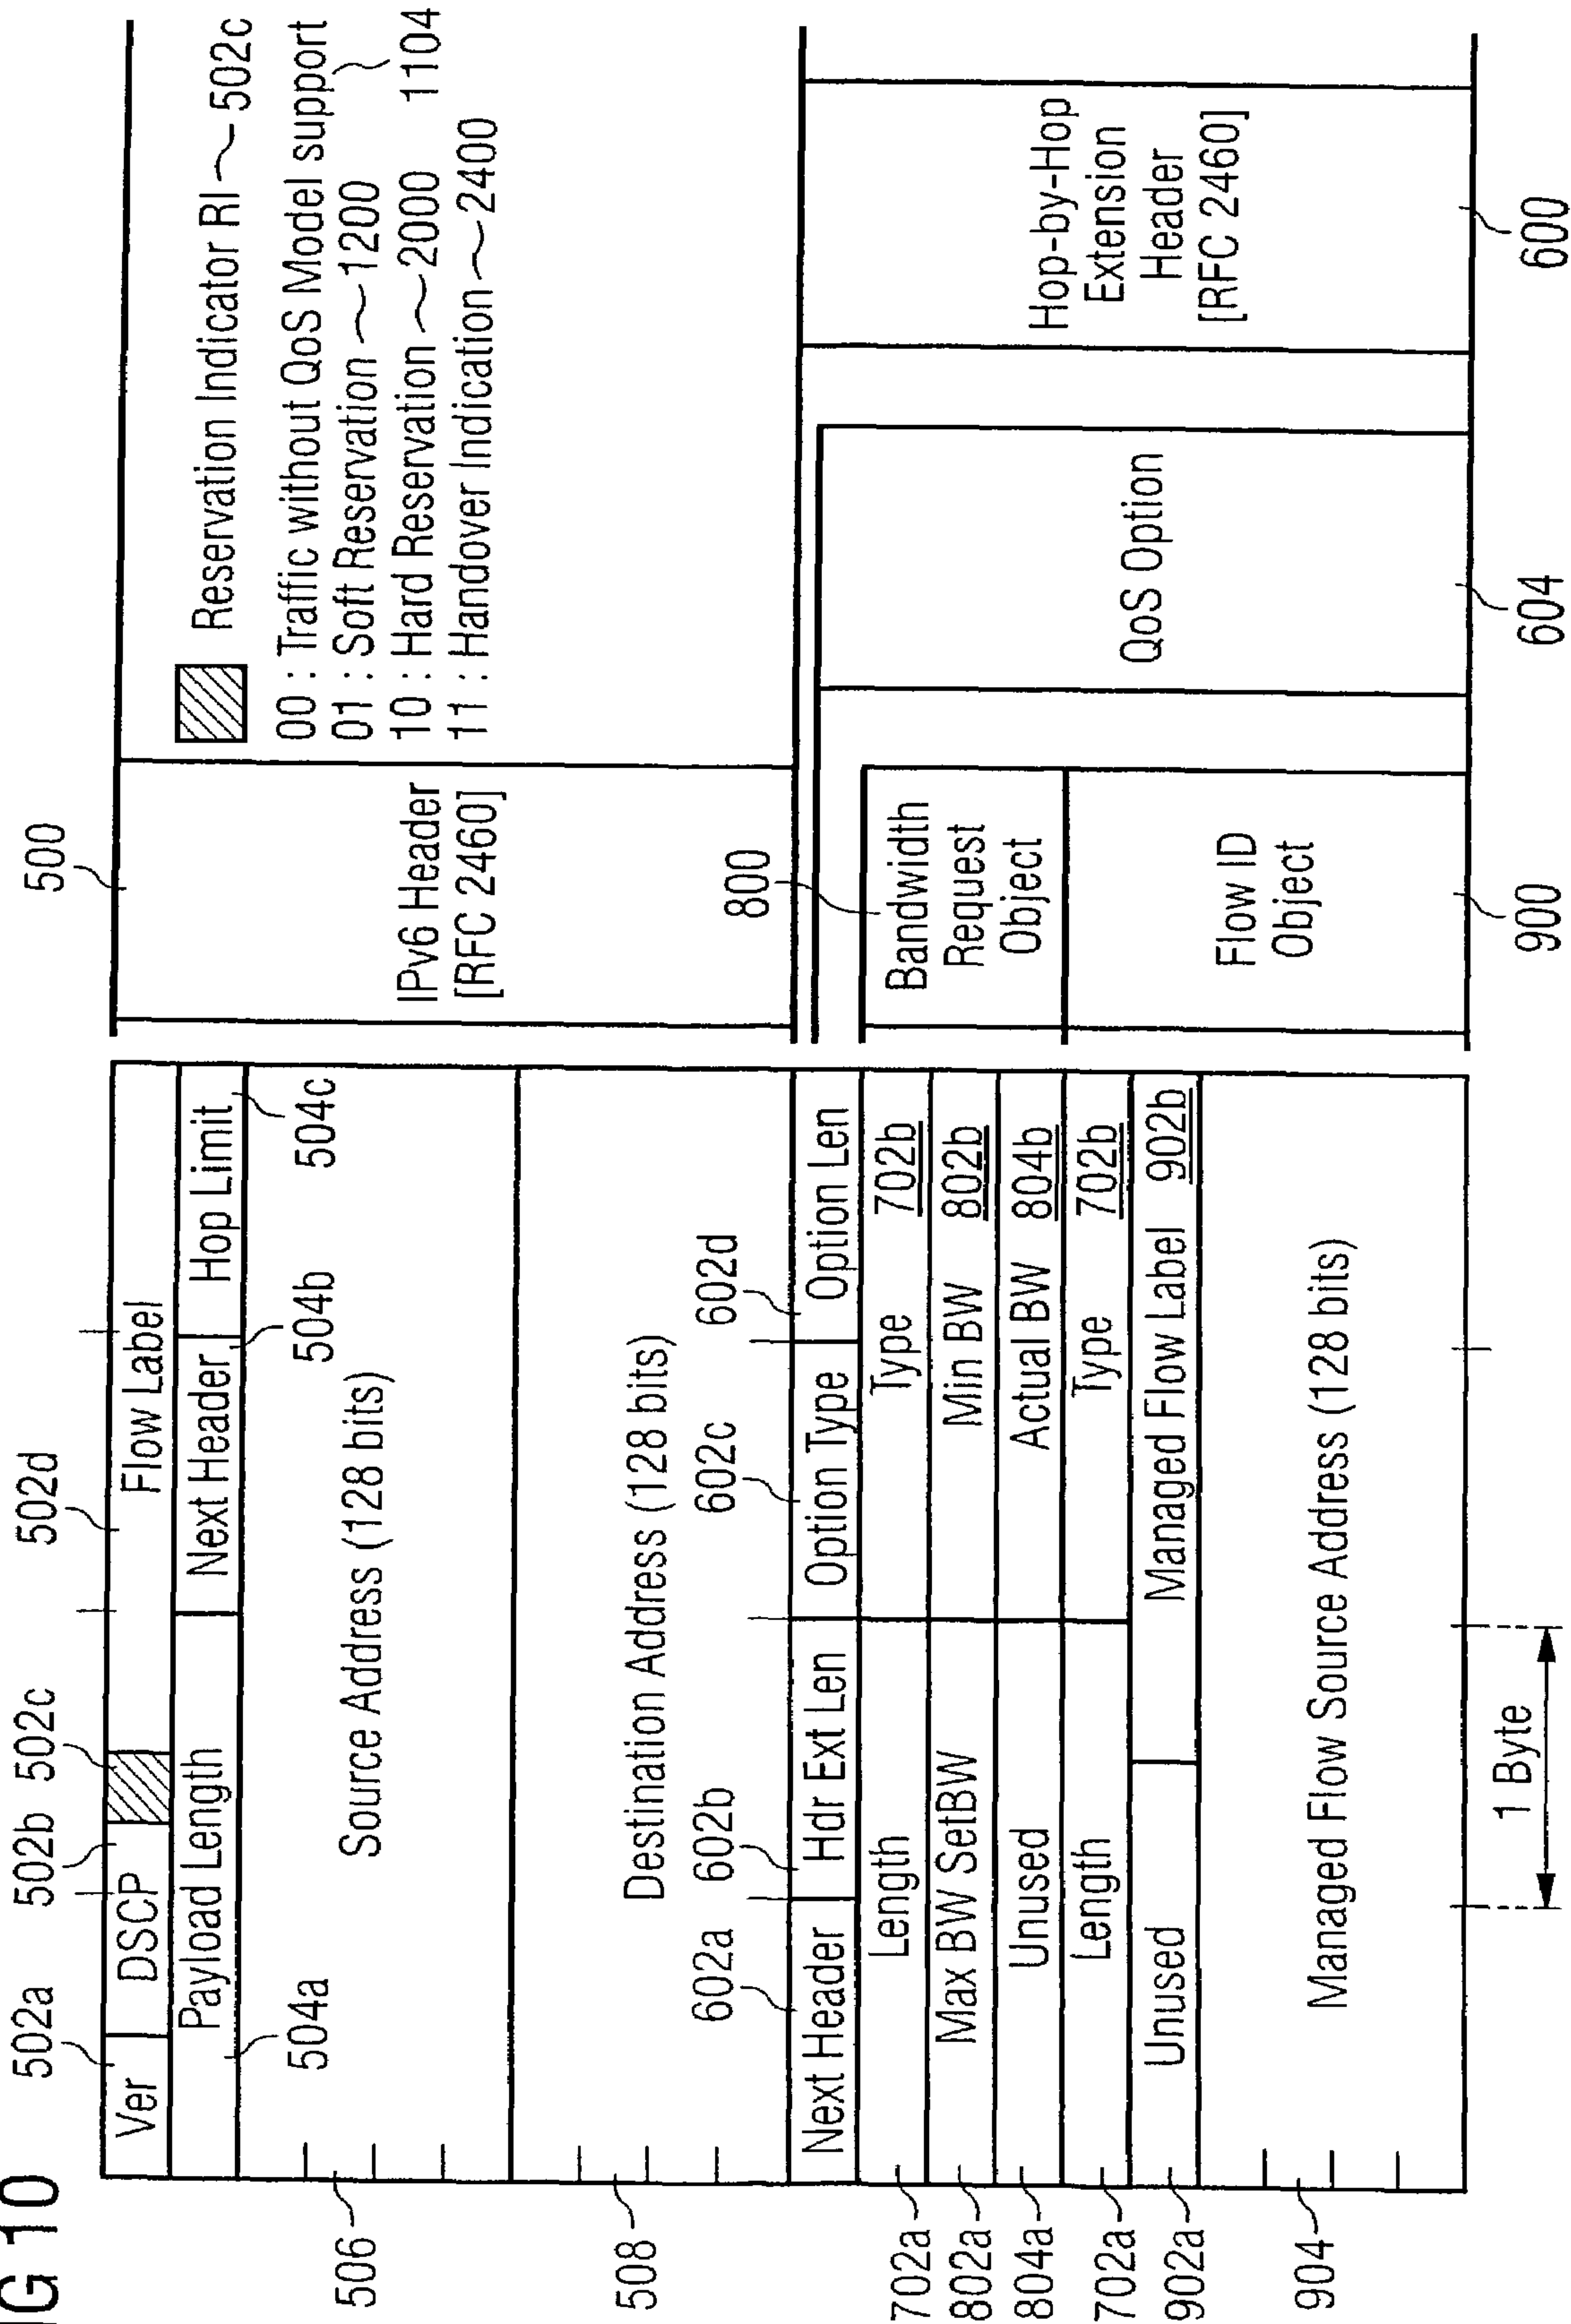 FIG 10
502a
502b
502c
502d
500
Ver
DSCP
Flow Label
Payload Length
Next Header
Hop Limit
504a
504b
504c
506
Source Address (128 bits)
508
Destination Address (128 bits)
IPv6 Header
[RFC 2460]
Reservation Indicator RI
502c
00 : Traffic without QoS Model support
1104
01 : Soft Reservation
1200
10 : Hard Reservation
2000
11 : Handover Indication
2400
602a
602b
602c
602d
800
Next Header
Hdr Ext Len
Option Type
Option Len
702a
Length
Type
702b
802a
Max BW SetBW
Min BW
802b
804a
Unused
Actual BW
804b
702a
Length
Type
702b
902a
Unused
Managed Flow Label
902b
904
Managed Flow Source Address (128 bits)
Bandwidth
Request
Object
Flow ID
Object
QoS Option
Hop-by-Hop
Extension
Header
[RFC 2460]
1 Byte
900
604
600